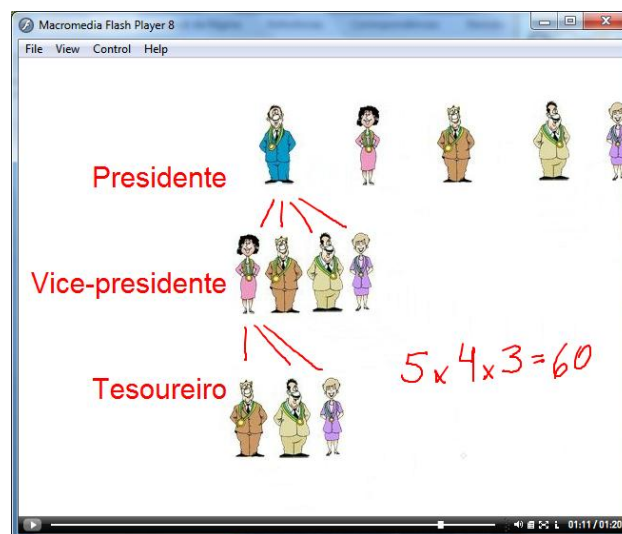 Macromedia Flash Player 8
File View Control Help
Presidente
Vice-presidente
5 x 4 x 3 = 60
Tesoureiro
01:11 / 01:20